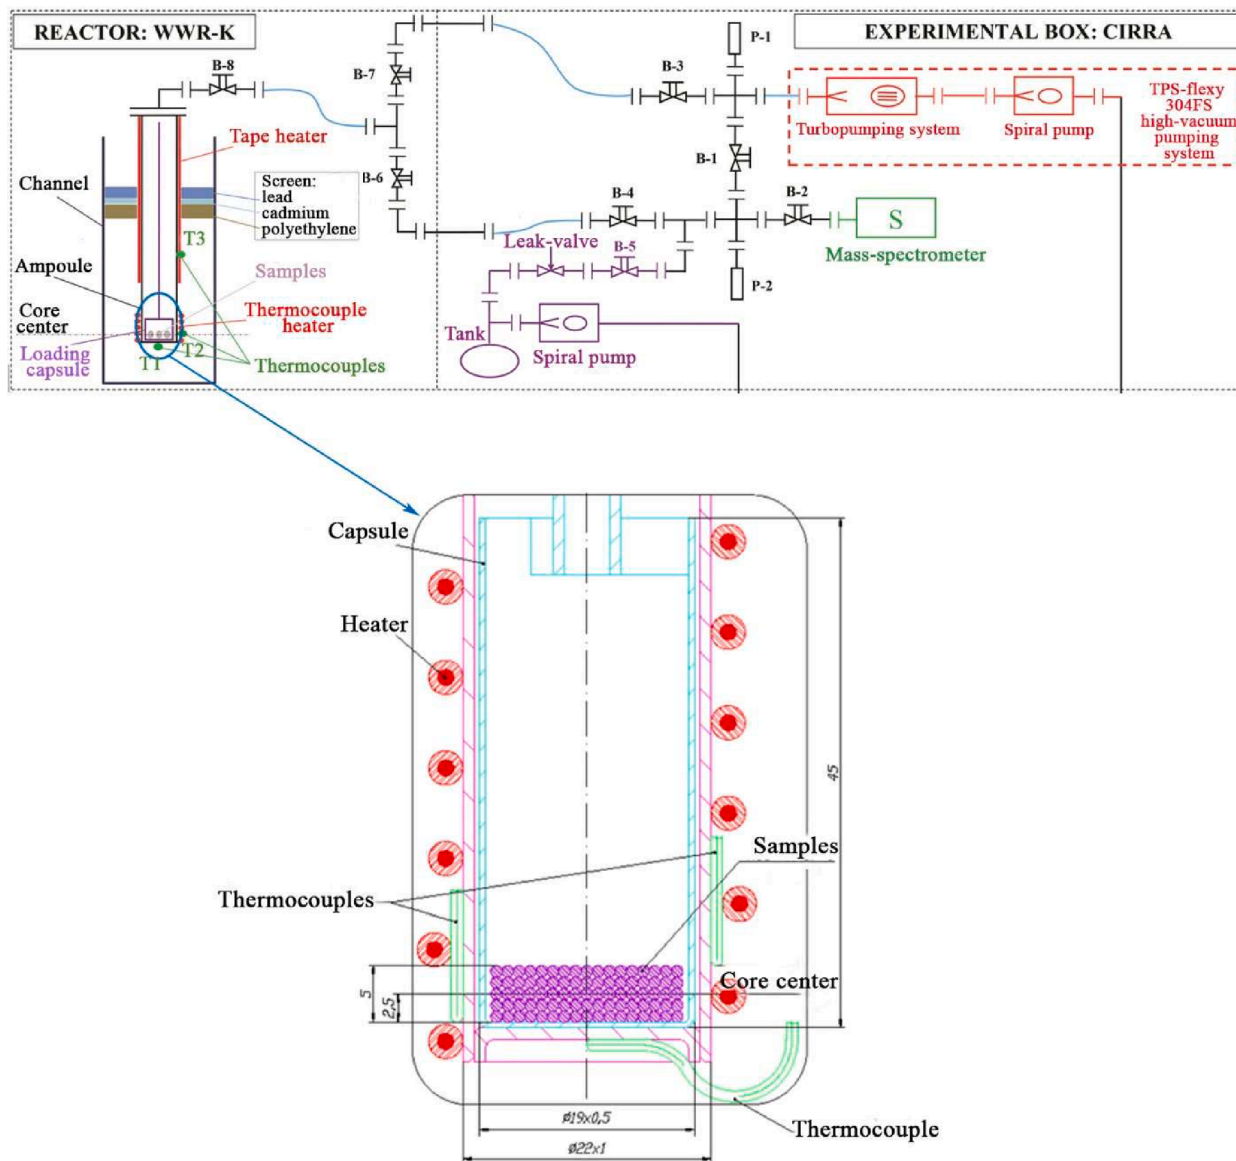 REACTOR: WWR-K
EXPERIMENTAL BOX: CIRRA
B-8
B-7
B-3
P-1
TPS-flexy
304FS
high-vacuum
pumping
system
Turbopumping system
Spiral pump
Tape heater
B-1
B-6
Channel
Screen:
lead
cadmium
polyethylene
B-4
B-2
S
T3
Leak-valve
B-5
Mass-spectrometer
Ampoule
Samples
P-2
Core
center
Thermocouple
heater
Tank
Spiral pump
Loading
capsule
T1
T2
Thermocouples
Capsule
Heater
45
Samples
Thermocouples
Core center
5
2,5
Ø19x0,5
Ø22x1
Thermocouple